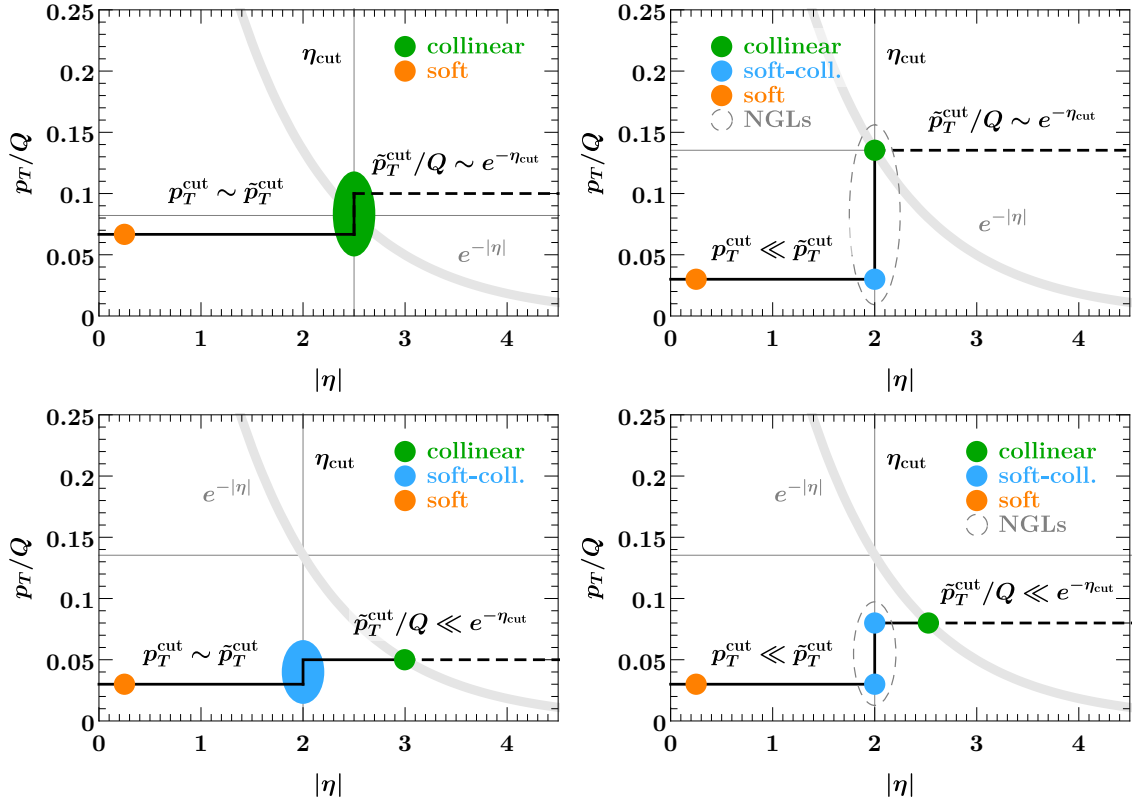 0.25
0.2
0.15
0.1
0.05
0
p_T/Q
η_cut
collinear
soft
p̃_T^cut/Q ∼ e^{-η_cut}
p_T^cut ∼ p̃_T^cut
e^{-|η|}
0 1 2 3 4
|η|
0.25
0.2
0.15
0.1
0.05
0
p_T/Q
collinear
soft-coll.
soft
NGLs
η_cut
p̃_T^cut/Q ∼ e^{-η_cut}
p_T^cut ≪ p̃_T^cut
e^{-|η|}
0 1 2 3 4
|η|
0.25
0.2
0.15
0.1
0.05
0
p_T/Q
η_cut
collinear
soft-coll.
soft
e^{-|η|}
p̃_T^cut/Q ≪ e^{-η_cut}
p_T^cut ∼ p̃_T^cut
0 1 2 3 4
|η|
0.25
0.2
0.15
0.1
0.05
0
p_T/Q
η_cut
collinear
soft-coll.
soft
NGLs
e^{-|η|}
p̃_T^cut/Q ≪ e^{-η_cut}
p_T^cut ≪ p̃_T^cut
0 1 2 3 4
|η|